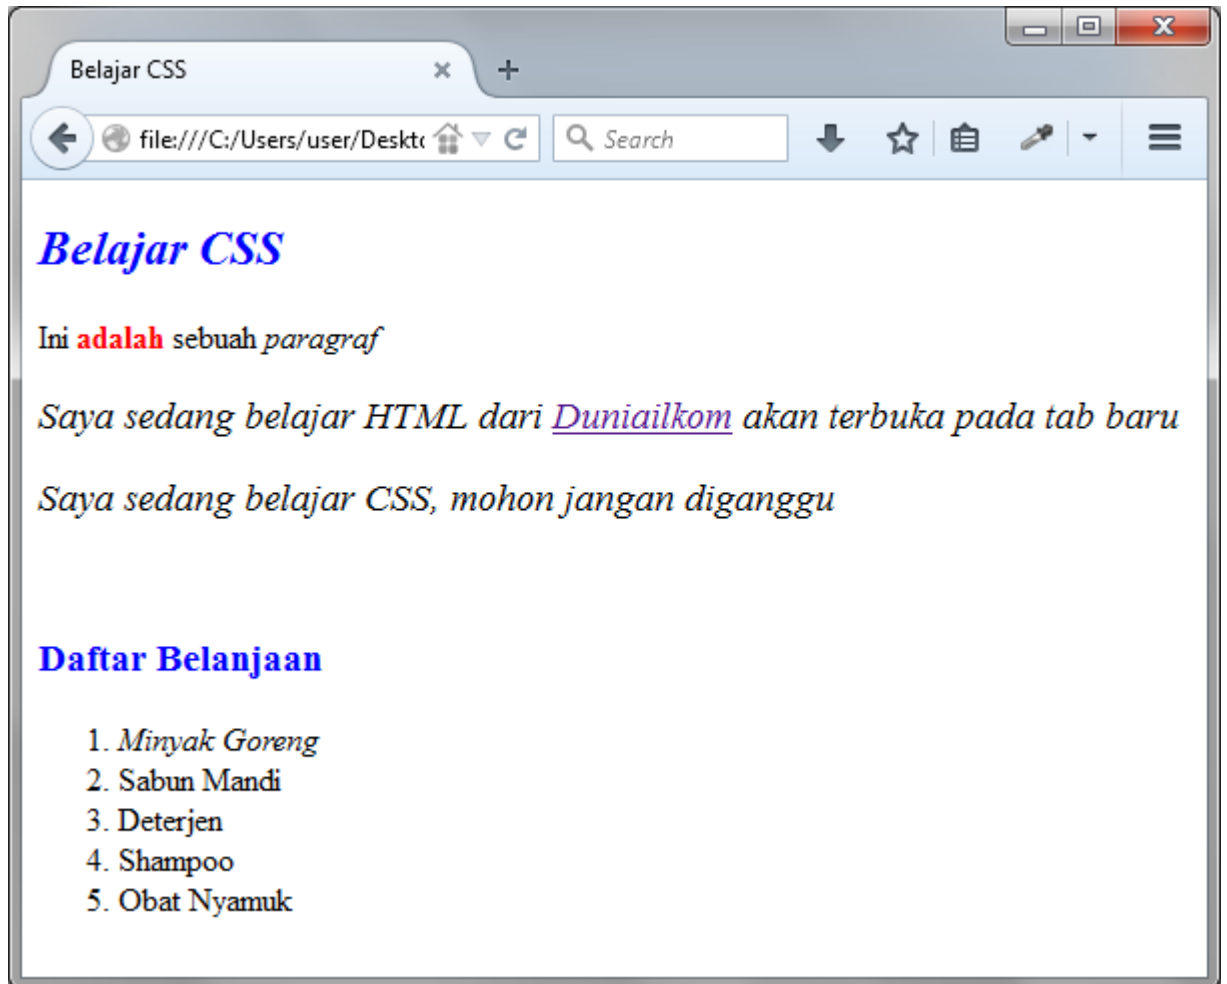 Belajar CSS
file:///C:/Users/user/Deskto
Search
Belajar CSS
Ini adalah sebuah paragraf
Saya sedang belajar HTML dari Duniailkom akan terbuka pada tab baru
Saya sedang belajar CSS, mohon jangan diganggu
Daftar Belanjaan
1. Minyak Goreng
2. Sabun Mandi
3. Deterjen
4. Shampoo
5. Obat Nyamuk